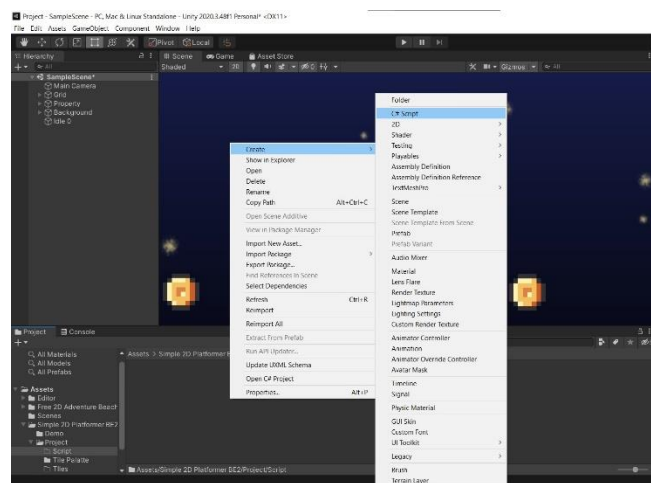 Project - SampleScene - PC, Mac & Linux Standalone - Unity 2020.3.48f1 Personal* <DX11>
File Edit Assets GameObject Component Window Help
Pivot Local
Hierarchy
Scene Game Asset Store
All
Shaded 2D Gizmos All
SampleScene*
Main Camera
Grid
Property
Background
Idle 0
Create
Show in Explorer
Open
Delete
Rename
Copy Path Alt+Ctrl+C
Open Scene Additive
View in Package Manager
Import New Asset...
Import Package
Export Package...
Find References In Scene
Select Dependencies
Refresh Ctrl+R
Reimport
Reimport All
Extract From Prefab
Run API Updater...
Update UXML Schema
Open C# Project
Properties... Alt+P
Folder
C# Script
2D
Shader
Testing
Playables
Assembly Definition
Assembly Definition Reference
TextMeshPro
Scene
Scene Template
Scene Template From Scene
Prefab
Prefab Variant
Audio Mixer
Material
Lens Flare
Render Texture
Lightmap Parameters
Lighting Settings
Custom Render Texture
Animator Controller
Animation
Animator Override Controller
Avatar Mask
Timeline
Signal
Physic Material
GUI Skin
Custom Font
UI Toolkit
Legacy
Brush
Terrain Layer
Project Console
All Materials
All Models
All Prefabs
Assets
Editor
Free 2D Adventure Beach
Scenes
Simple 2D Platformer BE2
Demo
Project
Script
Tile Palette
Tiles
Assets > Simple 2D Platformer
Assets/Simple 2D Platformer BE2/Project/Script